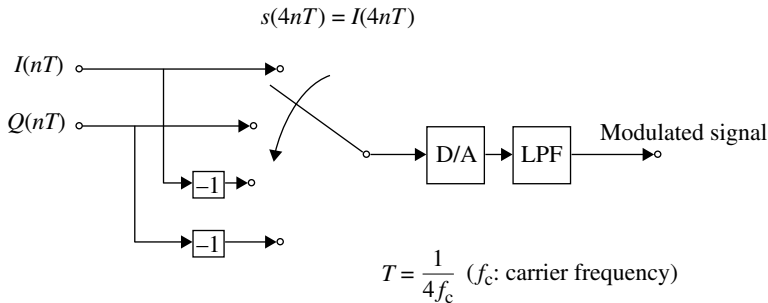 s(4nT) = I(4nT)
I(nT)
Q(nT)
Modulated signal
D/A
LPF
–1
–1
T = 1/4f_c (f_c: carrier frequency)